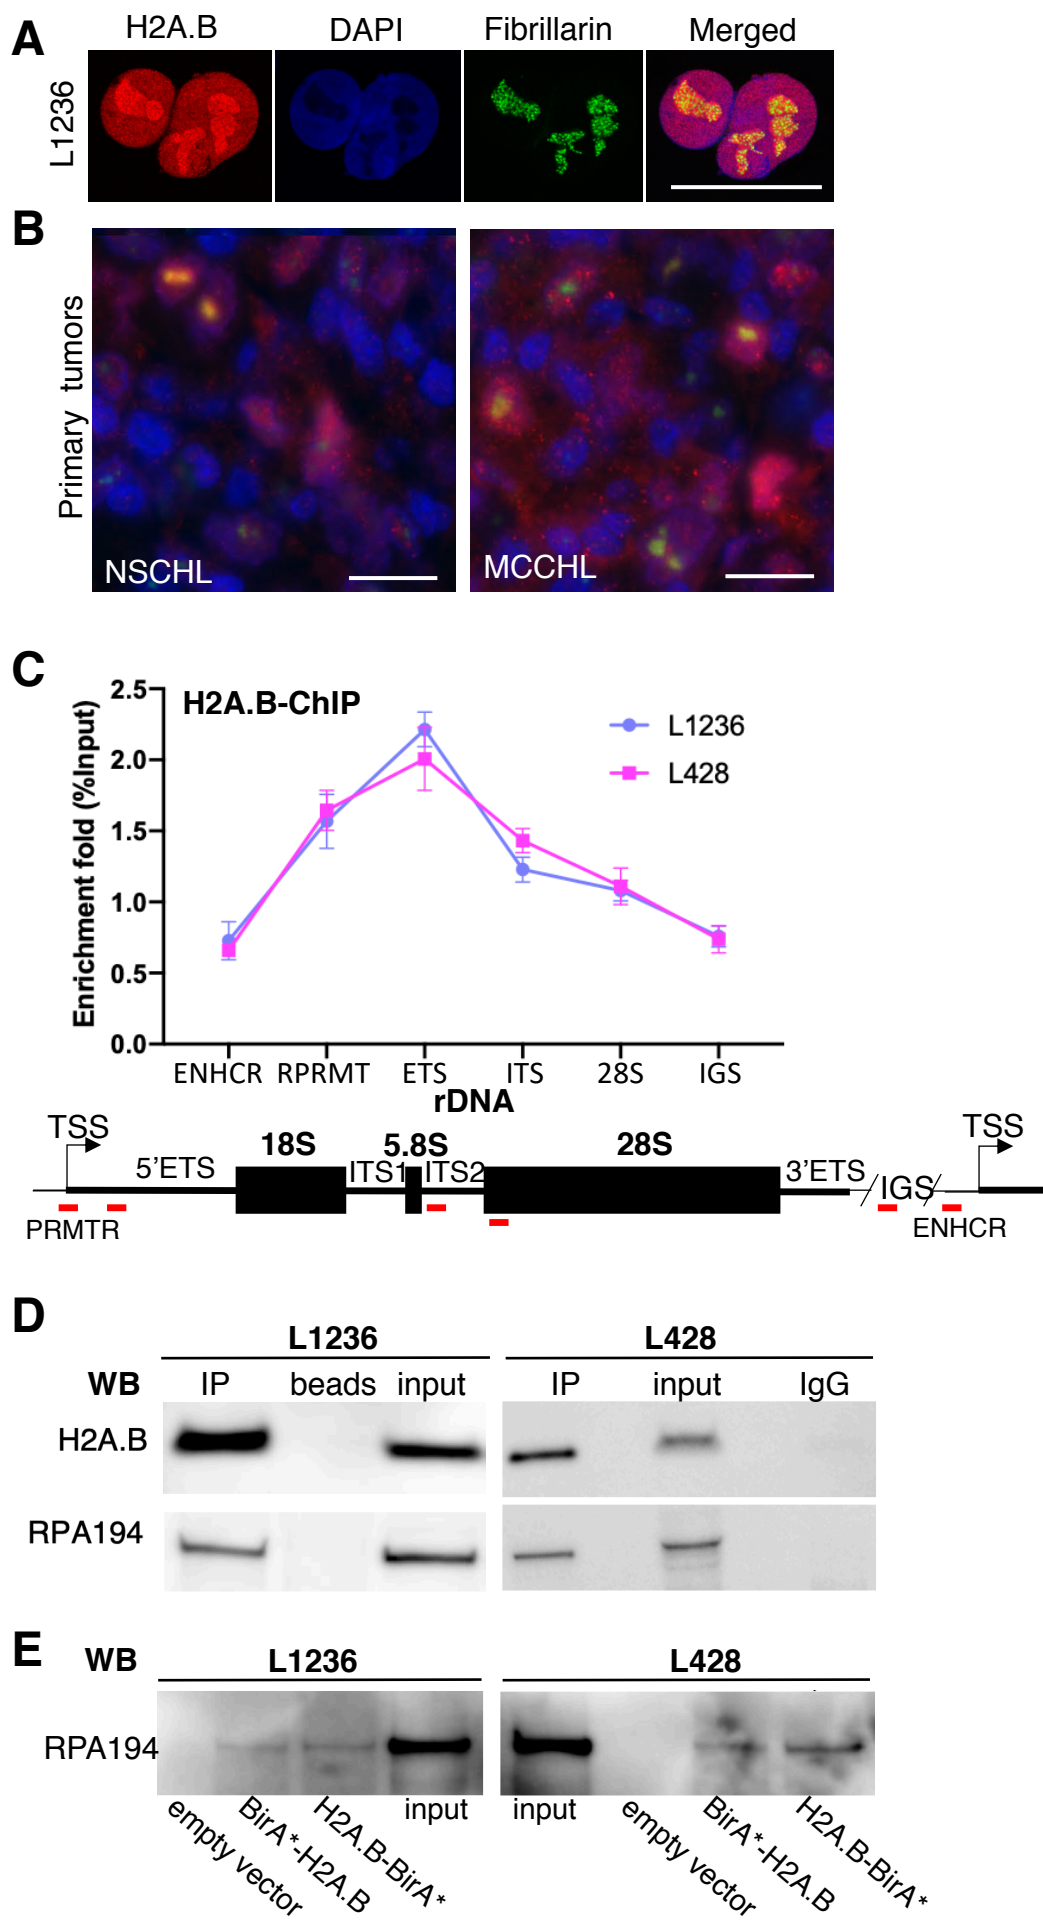 A
H2A.B DAPI Fibrillarin Merged
L1236
B
Primary tumors
NSCHL
MCCHL
C
H2A.B-ChIP
L1236
L428
Enrichment fold (%Input)
2.5
2.0
1.5
1.0
0.5
0.0
ENHCR RPRMT ETS ITS 28S IGS
rDNA
TSS
5'ETS
18S
ITS1
5.8S
ITS2
28S
3'ETS
IGS
TSS
PRMTR
ENHCR
D
L1236 L428
WB IP beads input IP input IgG
H2A.B
RPA194
E
WB L1236 L428
RPA194
empty vector
BirA*-H2A.B
H2A.B-BirA*
input
input
empty vector
BirA*-H2A.B
H2A.B-BirA*